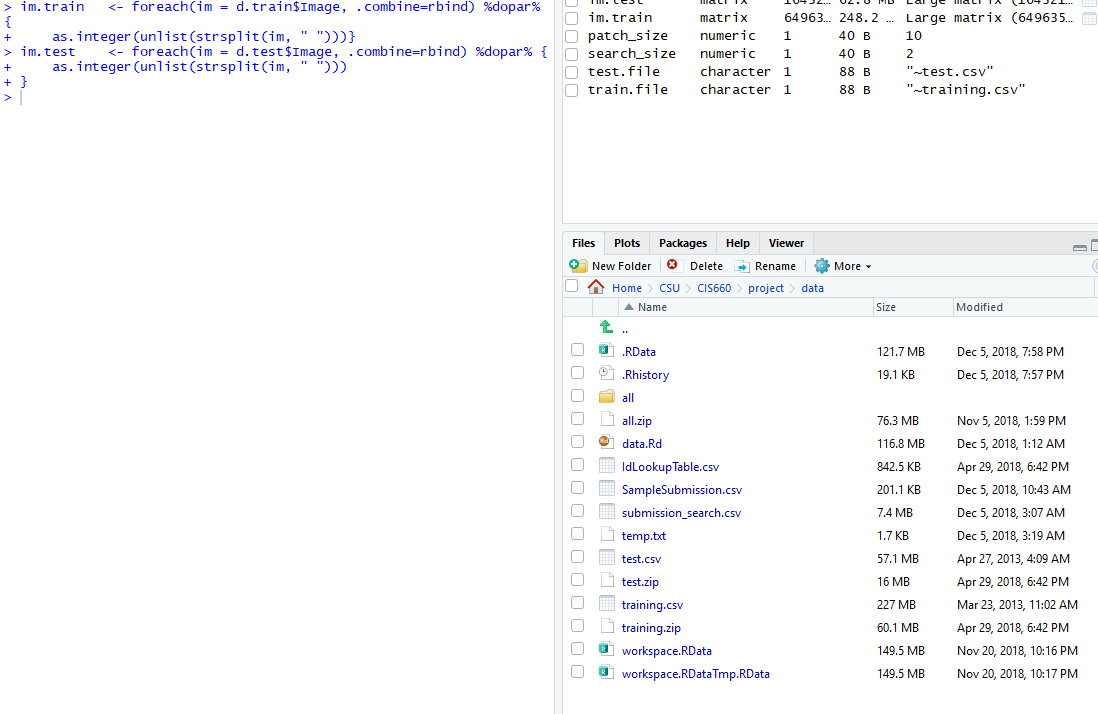 > im.train   <- foreach(im = d.train$Image, .combine=rbind) %dopar%
{
+     as.integer(unlist(strsplit(im, " ")))}
> im.test    <- foreach(im = d.test$Image, .combine=rbind) %dopar% {
+     as.integer(unlist(strsplit(im, " ")))
+ }
>
im.test matrix 62.8 MB Large matrix
im.train matrix 64963… 248.2 … Large matrix (649635…
patch_size numeric 1 40 B 10
search_size numeric 1 40 B 2
test.file character 1 88 B "~test.csv"
train.file character 1 88 B "~training.csv"
Files Plots Packages Help Viewer
New Folder Delete Rename More
Home CSU CIS660 project data
Name Size Modified
..
.RData 121.7 MB Dec 5, 2018, 7:58 PM
.Rhistory 19.1 KB Dec 5, 2018, 7:57 PM
all
all.zip 76.3 MB Nov 5, 2018, 1:59 PM
data.Rd 116.8 MB Dec 5, 2018, 1:12 AM
IdLookupTable.csv 842.5 KB Apr 29, 2018, 6:42 PM
SampleSubmission.csv 201.1 KB Dec 5, 2018, 10:43 AM
submission_search.csv 7.4 MB Dec 5, 2018, 3:07 AM
temp.txt 1.7 KB Dec 5, 2018, 3:19 AM
test.csv 57.1 MB Apr 27, 2013, 4:09 AM
test.zip 16 MB Apr 29, 2018, 6:42 PM
training.csv 227 MB Mar 23, 2013, 11:02 AM
training.zip 60.1 MB Apr 29, 2018, 6:42 PM
workspace.RData 149.5 MB Nov 20, 2018, 10:16 PM
workspace.RDataTmp.RData 149.5 MB Nov 20, 2018, 10:17 PM